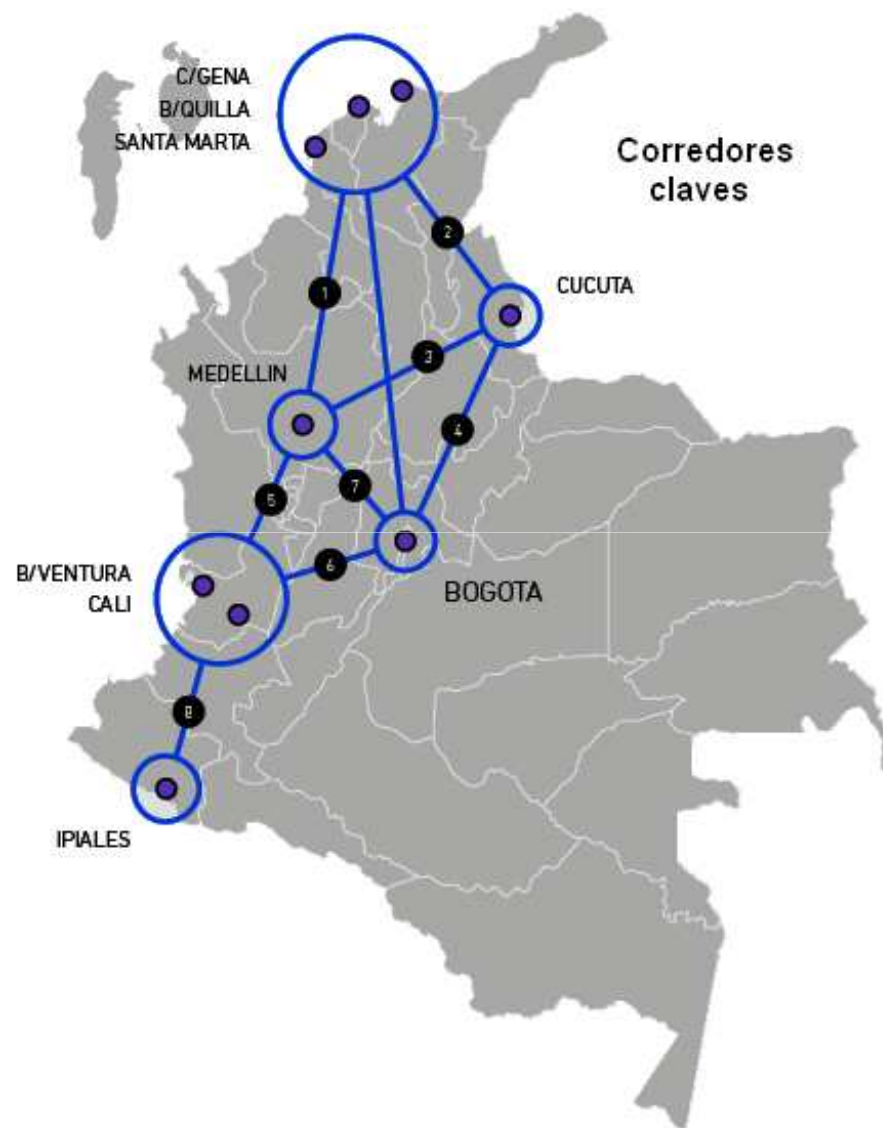 C/GENA
B/QUILLA
SANTA MARTA
Corredores
claves
2
CUCUTA
1
3
MEDELLIN
4
7
5
6
B/VENTURA
CALI
BOGOTA
8
IPIALES